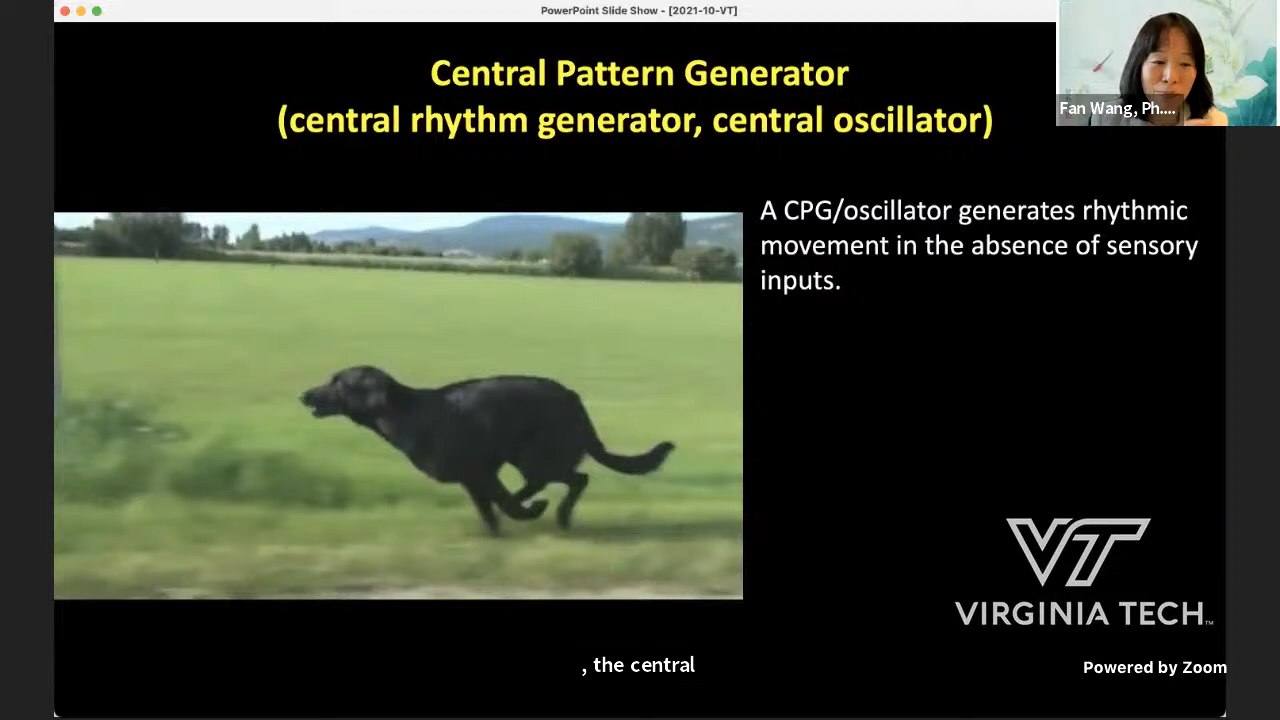 PowerPoint Slide Show - [2021-10-VT]
Central Pattern Generator
(central rhythm generator, central oscillator)
Fan Wang, Ph....
A CPG/oscillator generates rhythmic
movement in the absence of sensory
inputs.
VT
VIRGINIA TECH™
, the central
Powered by Zoom